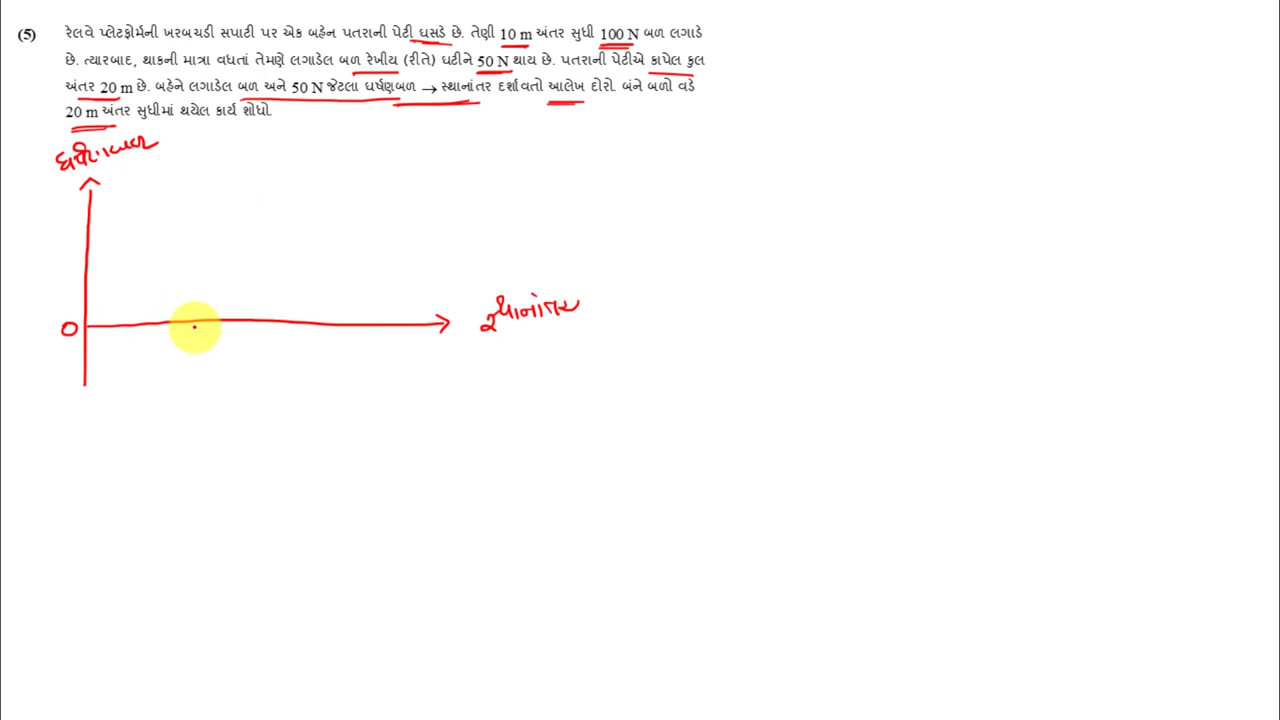 (5) રેલવે પ્લેટફોર્મની ખરબચડી સપાટી પર એક બહેન પતરાની પેટી ઘસડે છે. તેણી 10 m અંતર સુધી 100 N બળ લગાડે
છે. ત્યારબાદ, થાકની માત્રા વધતાં તેમણે લગાડેલ બળ રેખીય (રીતે) ઘટીને 50 N થાય છે. પતરાની પેટીએ કાપેલ કુલ
અંતર 20 m છે. બહેને લગાડેલ બળ અને 50 N જેટલા ઘર્ષણબળ → સ્થાનાંતર દર્શાવતો આલેખ દોરો. બંને બળો વડે
20 m અંતર સુધીમાં થયેલ કાર્ય શોધો.
સ્થાનાંતર
0